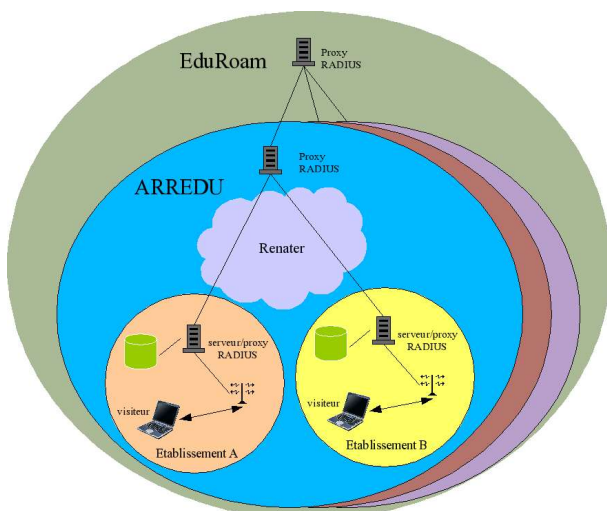 EduRoam
Proxy
RADIUS
ARREDU
Proxy
RADIUS
Renater
serveur/proxy
RADIUS
visiteur
Etablissement A
serveur/proxy
RADIUS
visiteur
Etablissement B